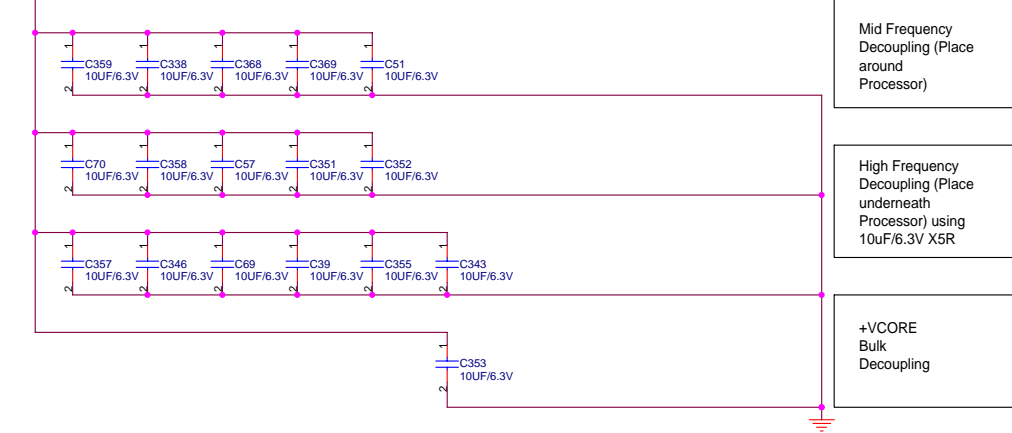 1 1 1 1 1
C359 C338 C368 C369 C51
10UF/6.3V 10UF/6.3V 10UF/6.3V 10UF/6.3V 10UF/6.3V
2 2 2 2 2
Mid Frequency
Decoupling (Place
around
Processor)
1 1 1 1 1
C70 C358 C57 C351 C352
10UF/6.3V 10UF/6.3V 10UF/6.3V 10UF/6.3V 10UF/6.3V
2 2 2 2 2
High Frequency
Decoupling (Place
underneath
Processor) using
10uF/6.3V X5R
1 1 1 1 1 1
C357 C346 C69 C39 C355 C343
10UF/6.3V 10UF/6.3V 10UF/6.3V 10UF/6.3V 10UF/6.3V 10UF/6.3V
2 2 2 2 2 2
1
C353
10UF/6.3V
2
+VCORE
Bulk
Decoupling